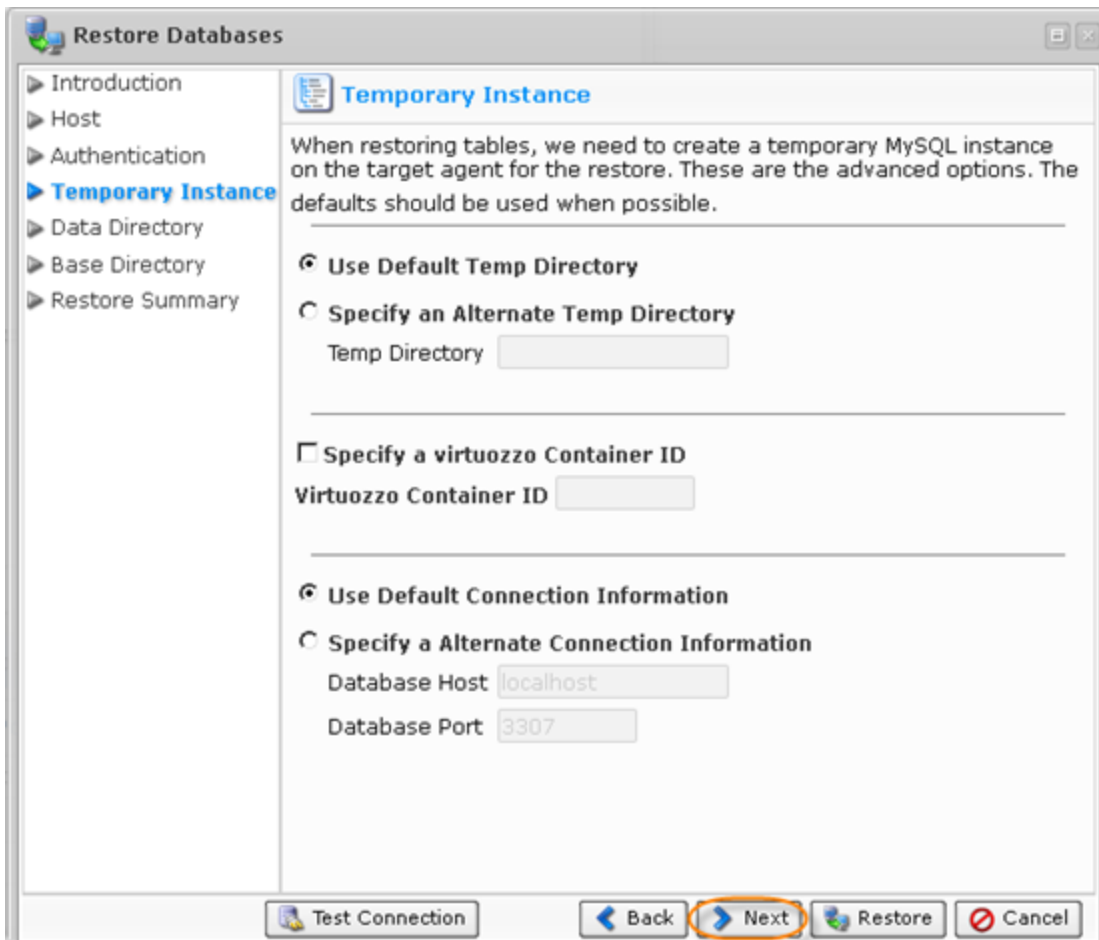 Restore Databases
Introduction
Host
Authentication
Temporary Instance
Data Directory
Base Directory
Restore Summary
Temporary Instance
When restoring tables, we need to create a temporary MySQL instance
on the target agent for the restore. These are the advanced options. The
defaults should be used when possible.
Use Default Temp Directory
Specify an Alternate Temp Directory
Temp Directory
Specify a virtuozzo Container ID
Virtuozzo Container ID
Use Default Connection Information
Specify a Alternate Connection Information
Database Host localhost
Database Port 3307
Test Connection Back Next Restore Cancel